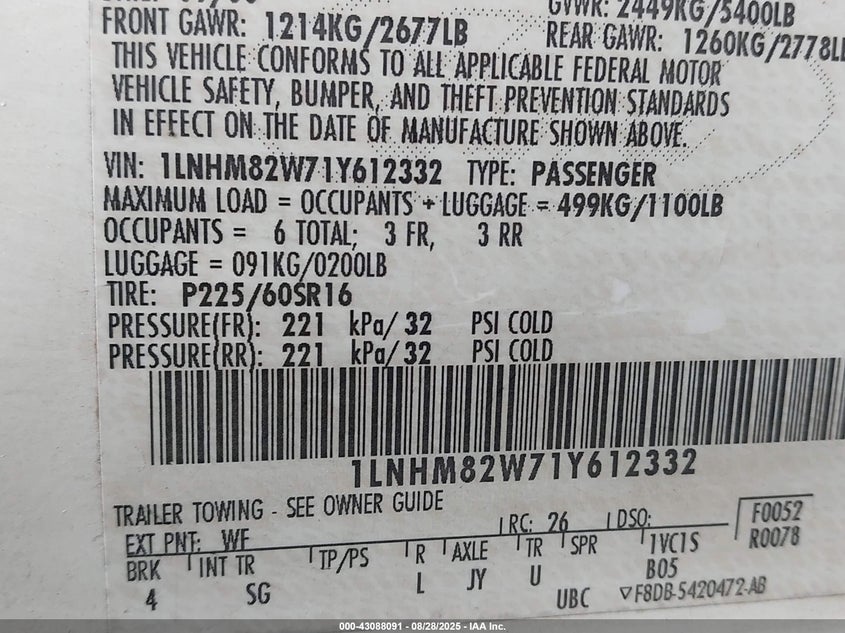 GVWR: 2449KG/5400LB
FRONT GAWR: 1214KG/2677LB REAR GAWR: 1260KG/2778LB
THIS VEHICLE CONFORMS TO ALL APPLICABLE FEDERAL MOTOR
VEHICLE SAFETY, BUMPER, AND THEFT PREVENTION STANDARDS
IN EFFECT ON THE DATE OF MANUFACTURE SHOWN ABOVE.
VIN: 1LNHM82W71Y612332 TYPE: PASSENGER
MAXIMUM LOAD = OCCUPANTS + LUGGAGE = 499KG/1100LB
OCCUPANTS = 6 TOTAL; 3 FR, 3 RR
LUGGAGE = 091KG/0200LB
TIRE: P225/60SR16
PRESSURE(FR): 221 kPa/ 32 PSI COLD
PRESSURE(RR): 221 kPa/ 32 PSI COLD
1LNHM82W71Y612332
TRAILER TOWING - SEE OWNER GUIDE
EXT PNT: WF RC: 26 DSO: F0052
BRK INT TR TP/PS R AXLE TR SPR 1VC1S R0078
4 SG L JY U B05
UBC ▽F8DB-5420472-AB
000-43088091 - 08/28/2025 - IAA Inc.